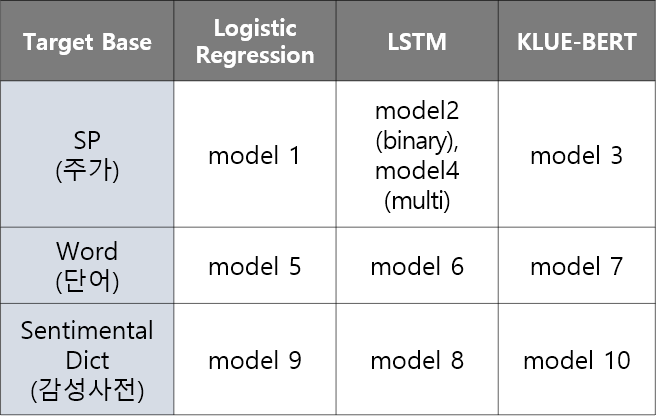 Target Base
Logistic
Regression
LSTM
KLUE-BERT
SP
(주가)
model 1
model2
(binary),
model4
(multi)
model 3
Word
(단어)
model 5
model 6
model 7
Sentimental
Dict
(감성사전)
model 9
model 8
model 10